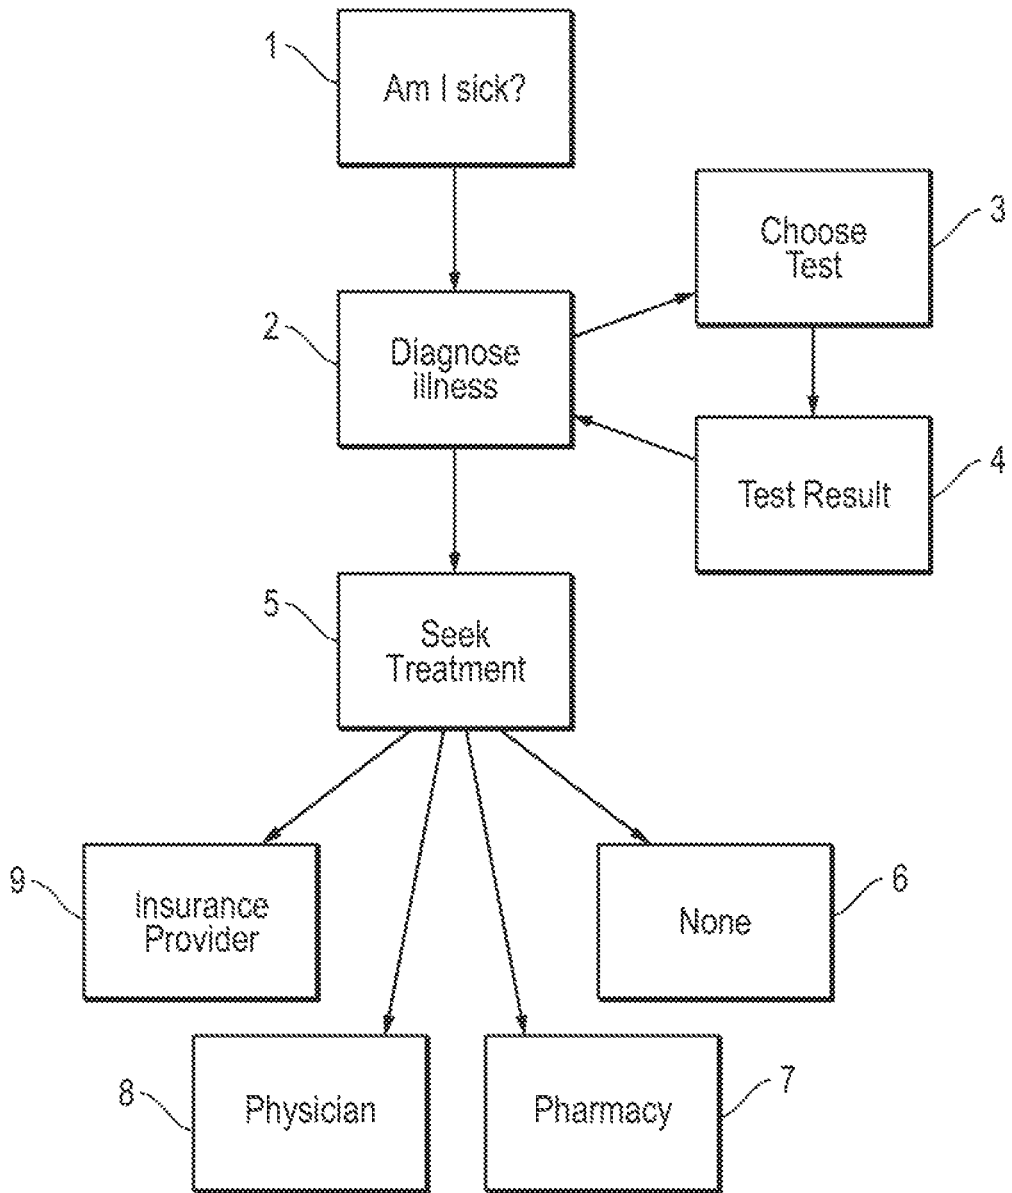 1
Am I sick?
Choose
Test
3
2
Diagnose
illness
Test Result
4
5
Seek
Treatment
9
Insurance
Provider
None
6
8
Physician
Pharmacy
7